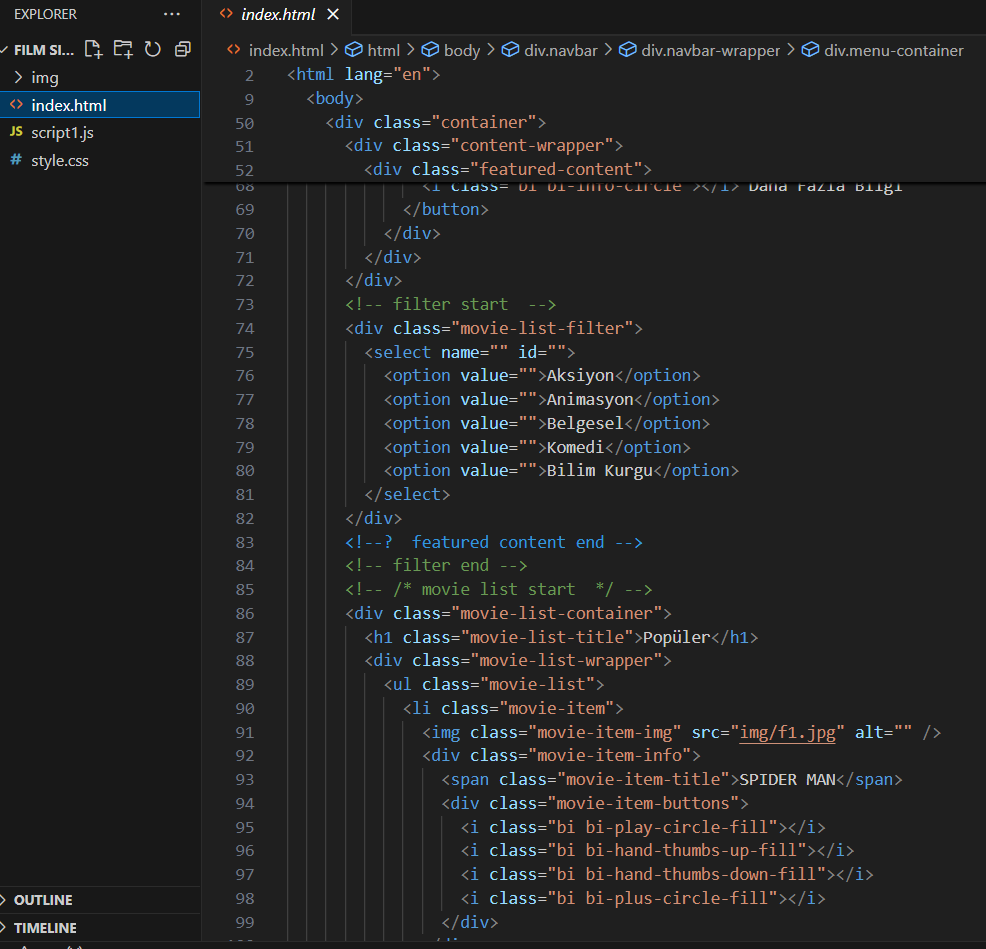 EXPLORER ...
FILM Sİ...
img
<> index.html
JS script1.js
# style.css
OUTLINE
TIMELINE
<> index.html ×
<> index.html > html > body > div.navbar > div.navbar-wrapper > div.menu-container
2 <html lang="en">
9 <body>
50 <div class="container">
51 <div class="content-wrapper">
52 <div class="featured-content">
68 <i class="bi bi-info-circle"></i> Daha Fazla Bilgi
69 </button>
70 </div>
71 </div>
72 </div>
73 <!-- filter start  -->
74 <div class="movie-list-filter">
75 <select name="" id="">
76 <option value="">Aksiyon</option>
77 <option value="">Animasyon</option>
78 <option value="">Belgesel</option>
79 <option value="">Komedi</option>
80 <option value="">Bilim Kurgu</option>
81 </select>
82 </div>
83 <!--?  featured content end -->
84 <!-- filter end -->
85 <!-- /* movie list start  */ -->
86 <div class="movie-list-container">
87 <h1 class="movie-list-title">Popüler</h1>
88 <div class="movie-list-wrapper">
89 <ul class="movie-list">
90 <li class="movie-item">
91 <img class="movie-item-img" src="img/f1.jpg" alt="" />
92 <div class="movie-item-info">
93 <span class="movie-item-title">SPIDER MAN</span>
94 <div class="movie-item-buttons">
95 <i class="bi bi-play-circle-fill"></i>
96 <i class="bi bi-hand-thumbs-up-fill"></i>
97 <i class="bi bi-hand-thumbs-down-fill"></i>
98 <i class="bi bi-plus-circle-fill"></i>
99 </div>